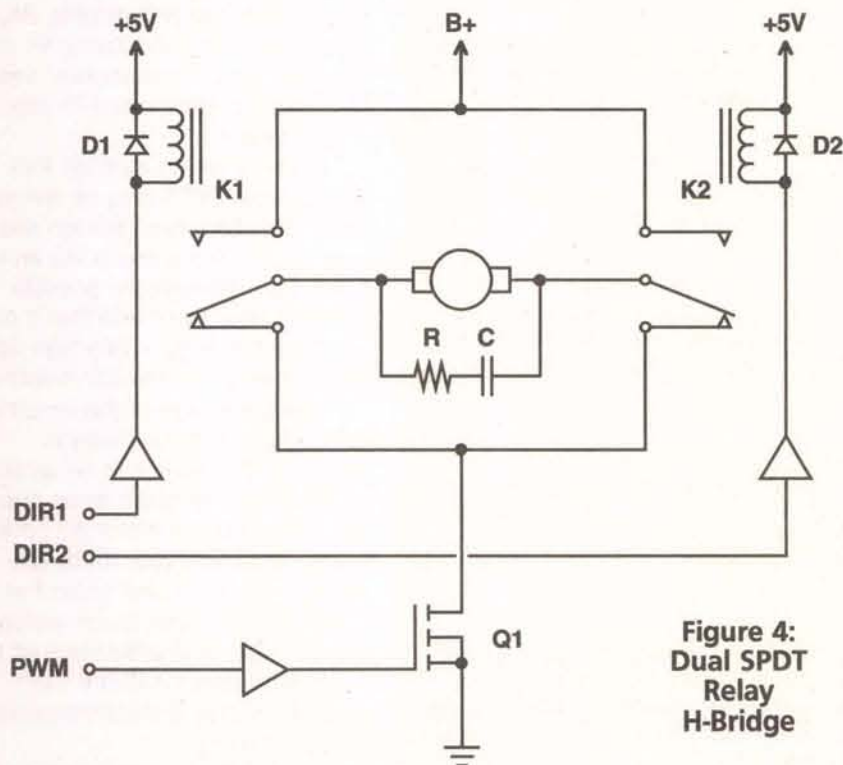 +5V
B+
+5V
D1
K1
K2
D2
R
C
DIR1
DIR2
PWM
Q1
Figure 4:
Dual SPDT
Relay
H-Bridge